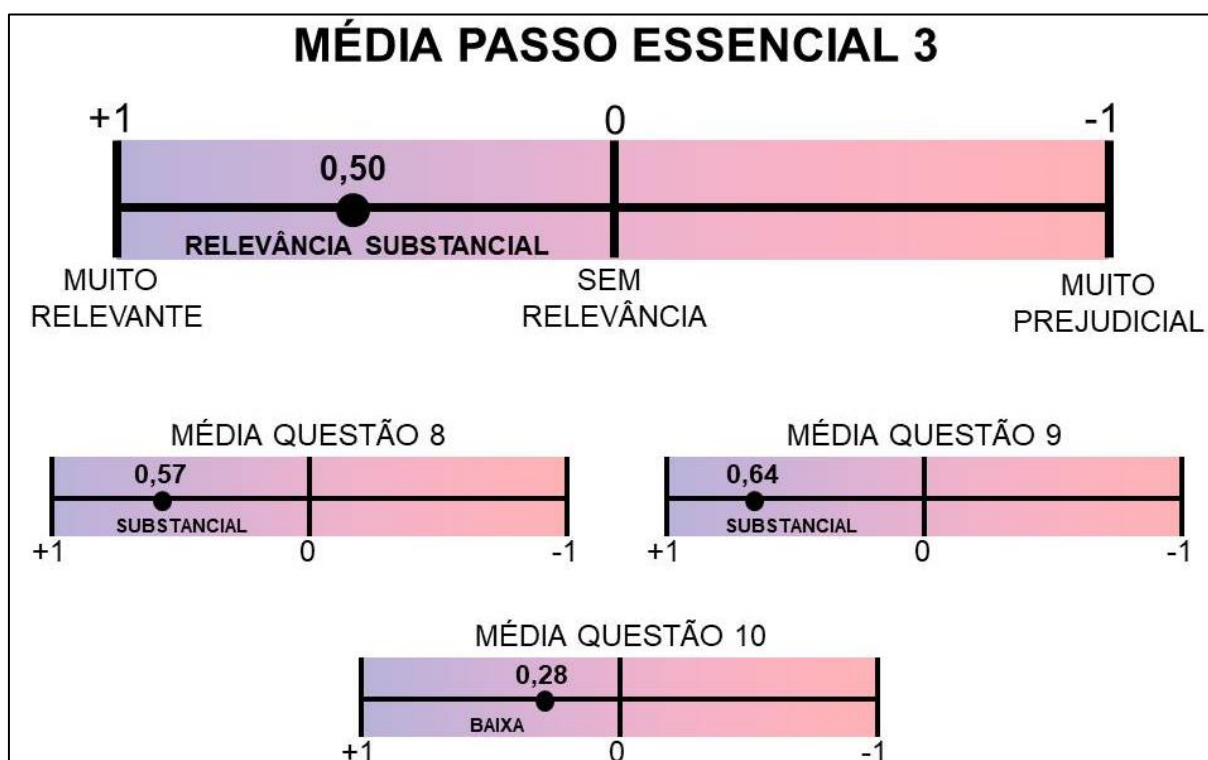 MÉDIA PASSO ESSENCIAL 3
+1 0 -1
0,50
RELEVÂNCIA SUBSTANCIAL
MUITO
RELEVANTE
SEM
RELEVÂNCIA
MUITO
PREJUDICIAL
MÉDIA QUESTÃO 8
0,57
SUBSTANCIAL
+1 0 -1
MÉDIA QUESTÃO 9
0,64
SUBSTANCIAL
+1 0 -1
MÉDIA QUESTÃO 10
0,28
BAIXA
+1 0 -1